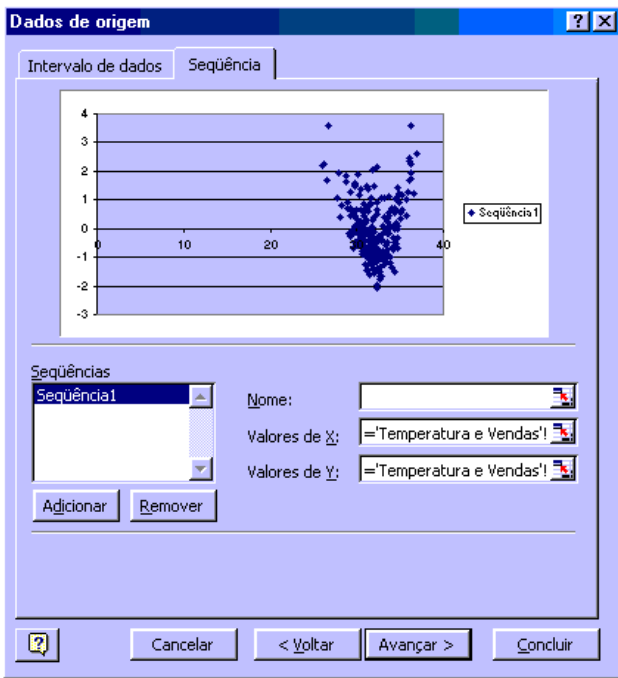 Dados de origem
Intervalo de dados Seqüência
4
3
2
1
0
-1
-2
-3
0 10 20 30 40
Seqüência1
Seqüências
Seqüência1
Nome:
Valores de X: ='Temperatura e Vendas'!
Valores de Y: ='Temperatura e Vendas'!
Adicionar Remover
? Cancelar < Voltar Avançar > Concluir